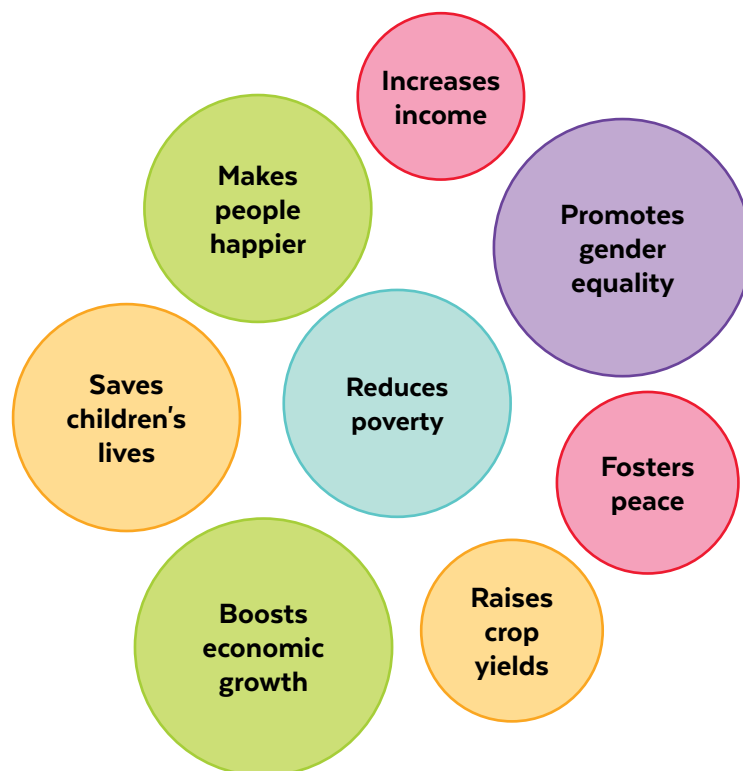 Increases
income
Makes
people
happier
Promotes
gender
equality
Saves
children's
lives
Reduces
poverty
Fosters
peace
Boosts
economic
growth
Raises
crop
yields